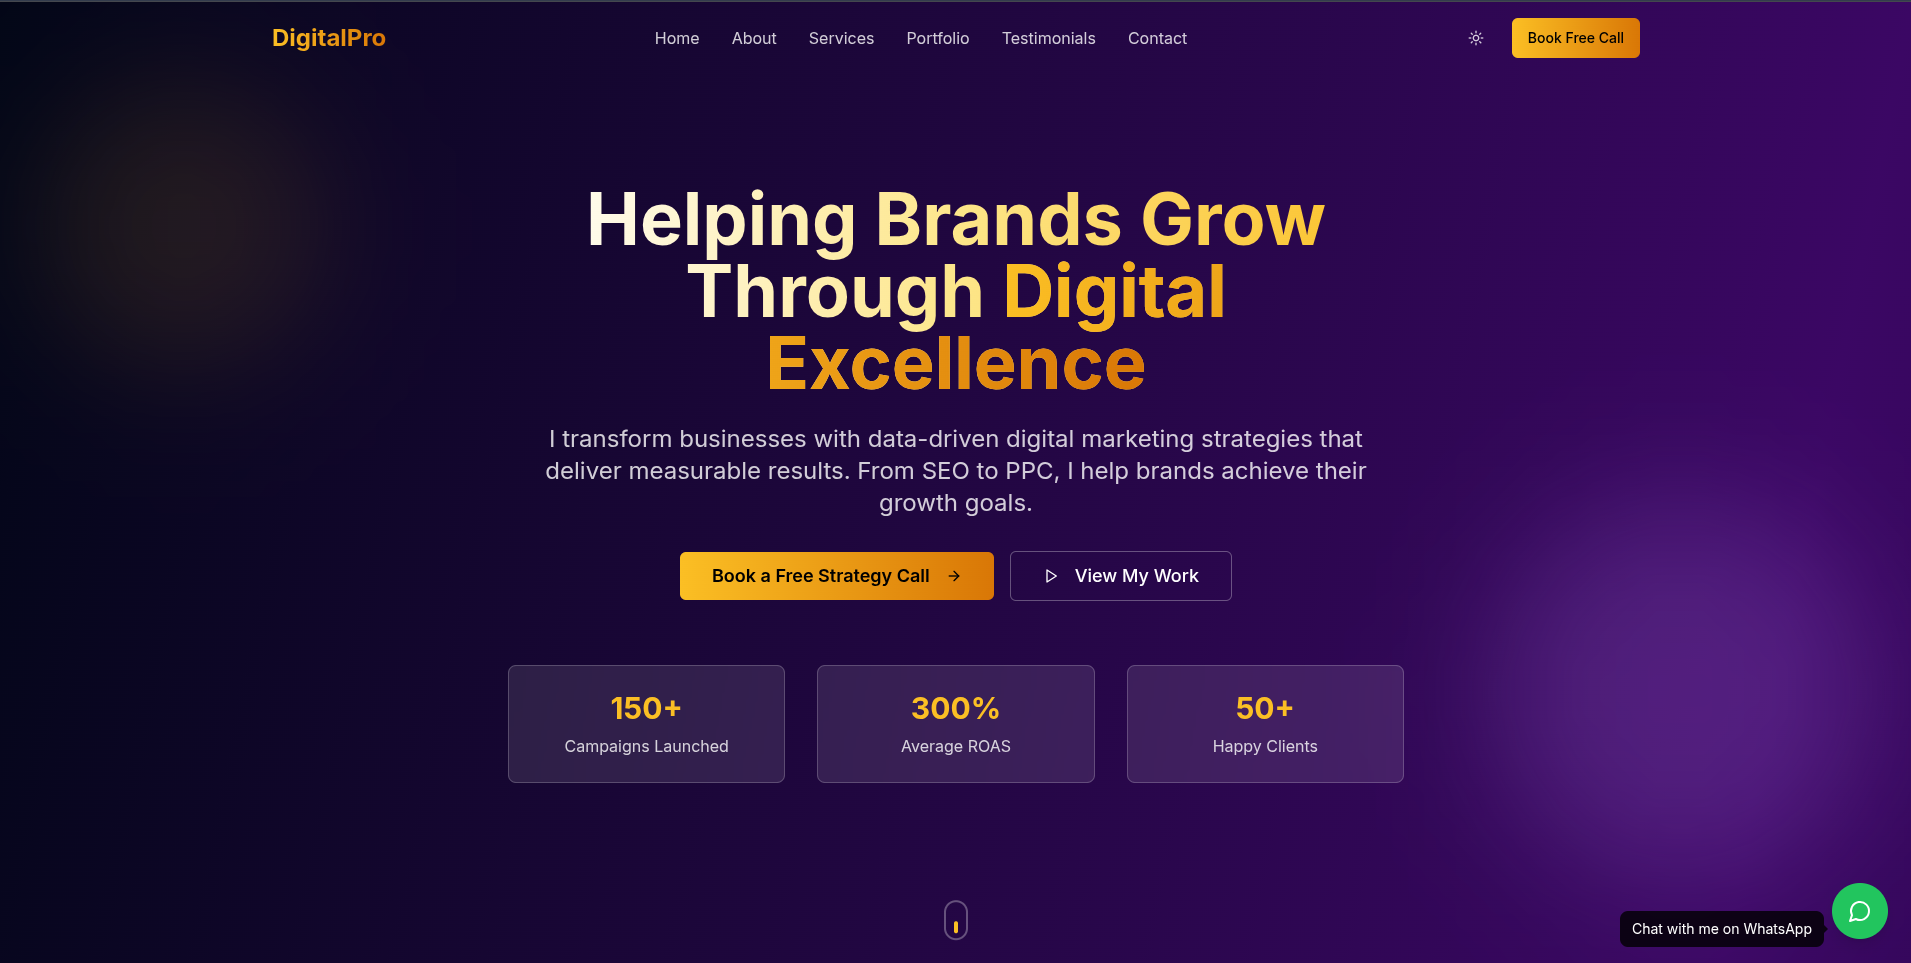 DigitalPro
Home
About
Services
Portfolio
Testimonials
Contact
Book Free Call
Helping Brands Grow
Through Digital
Excellence
I transform businesses with data-driven digital marketing strategies that
deliver measurable results. From SEO to PPC, I help brands achieve their
growth goals.
Book a Free Strategy Call
View My Work
150+
Campaigns Launched
300%
Average ROAS
50+
Happy Clients
Chat with me on WhatsApp